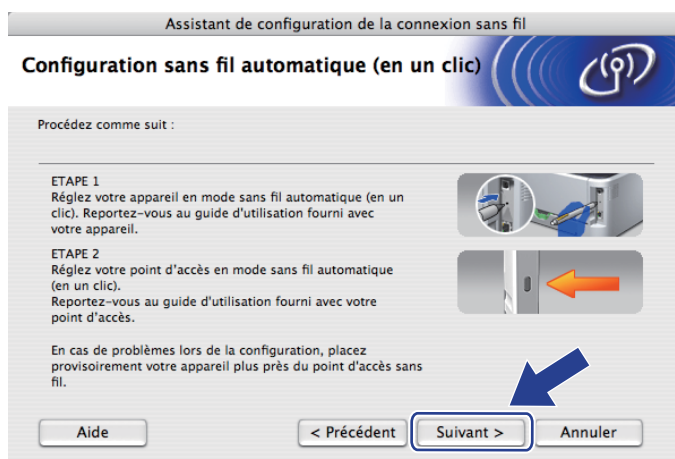 Assistant de configuration de la connexion sans fil
Configuration sans fil automatique (en un clic)
Procédez comme suit :
ETAPE 1
Réglez votre appareil en mode sans fil automatique (en un
clic). Reportez-vous au guide d'utilisation fourni avec
votre appareil.
ETAPE 2
Réglez votre point d'accès en mode sans fil automatique
(en un clic).
Reportez-vous au guide d'utilisation fourni avec votre
point d'accès.
En cas de problèmes lors de la configuration, placez
provisoirement votre appareil plus près du point d'accès sans
fil.
Aide
< Précédent
Suivant >
Annuler